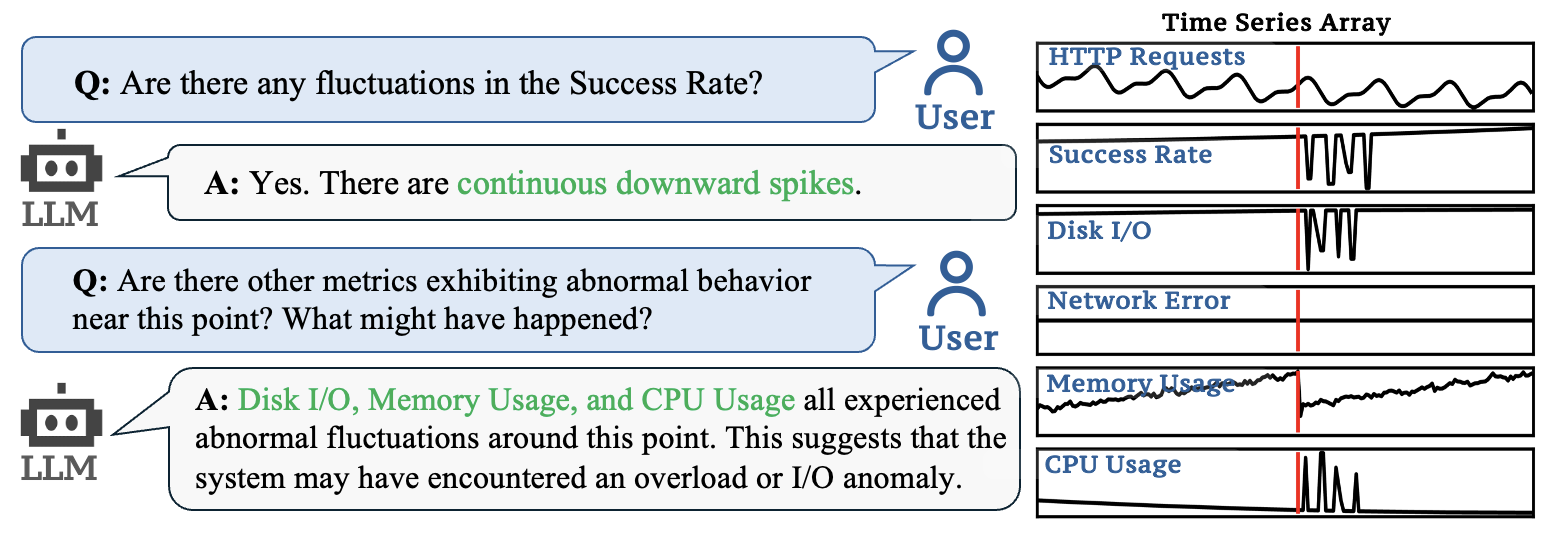 Q: Are there any fluctuations in the Success Rate?
User
A: Yes. There are continuous downward spikes.
LLM
Q: Are there other metrics exhibiting abnormal behavior
near this point? What might have happened?
User
A: Disk I/O, Memory Usage, and CPU Usage all experienced
abnormal fluctuations around this point. This suggests that the
system may have encountered an overload or I/O anomaly.
LLM
Time Series Array
HTTP Requests
Success Rate
Disk I/O
Network Error
Memory Usage
CPU Usage